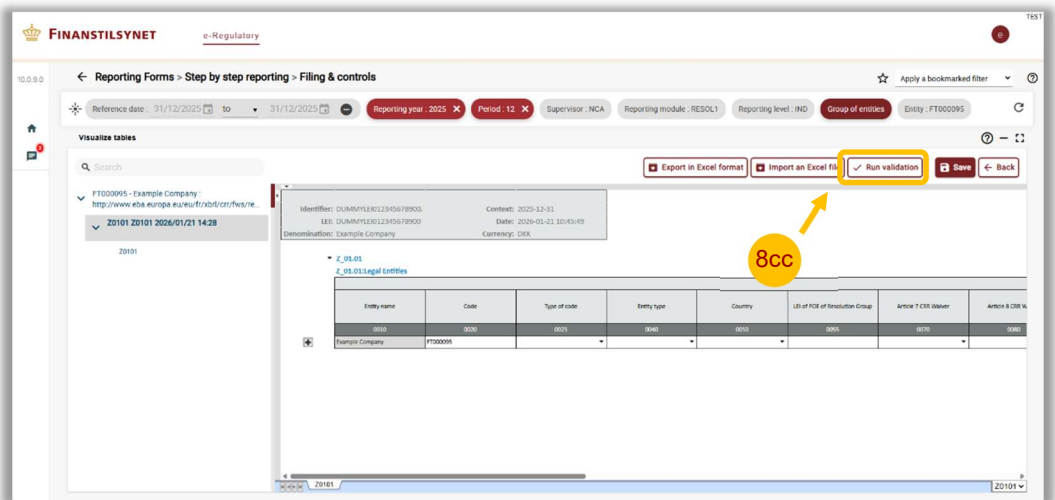 TEST
FINANSTILSYNET e-Regulatory e
10.0.9.0 Reporting Forms > Step by step reporting > Filing & controls Apply a bookmarked filter
Reference date : 31/12/2025 to 31/12/2025 Reporting year : 2025 Period : 12 Supervisor : NCA Reporting module : RESOL1 Reporting level : IND Group of entities Entity : FT000095
Visualize tables
Search Export in Excel format Import an Excel fil Run validation Save Back
FT000095 - Example Company :
http://www.eba.europa.eu/eu/fr/xbrl/crr/fws/re..
Z0101 Z0101 2026/01/21 14:28
Z0101
Identifier: DUMMYLEI012345678900. Context: 2025-12-31
LEI: DUMMYLEI012345678900 Date: 2026-01-21 10:45:49
Denomination: Example Company Currency: DKK
8cc
Z_01.01
Z_01.01:Legal Entities
Entity name Code Type of code Entity type Country LEI of POE of Resolution Group Article 7 CRR Waiver Article 8 CRR W
0010 0020 0025 0040 0050 0055 0070 0080
Example Company FT000095
Z0101 Z0101